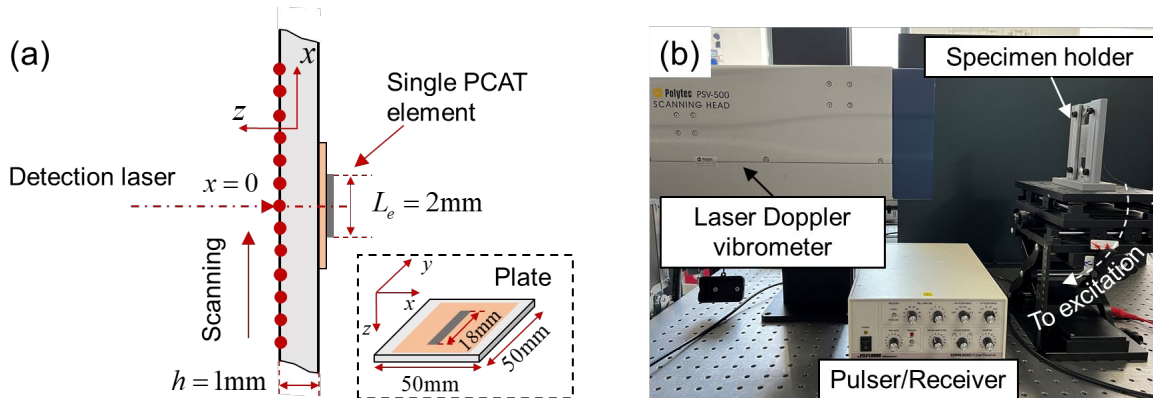 (a)
x
z
Single PCAT
element
Detection laser
x = 0
L_e = 2mm
Scanning
h = 1mm
Plate
y
x
z
18mm
50mm
50mm
(b)
Specimen holder
Polytec PSV-500
SCANNING HEAD
Laser Doppler
vibrometer
To excitation
Pulser/Receiver